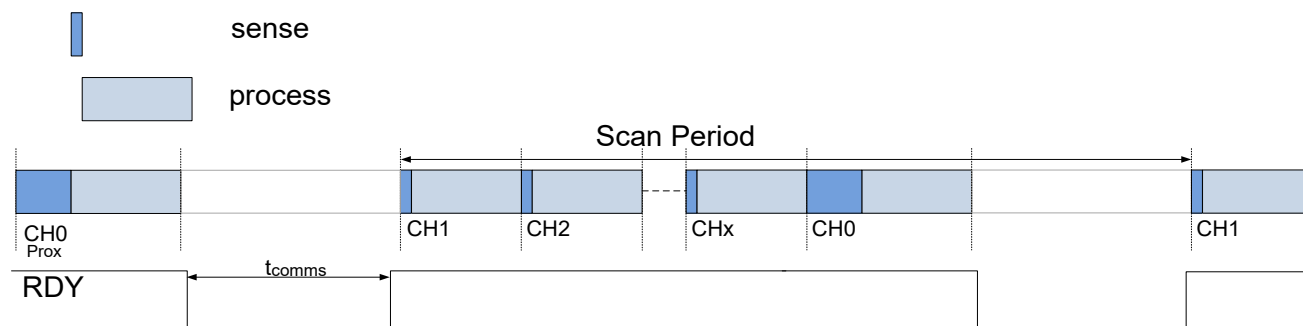 sense
process
Scan Period
CH0
Prox
CH1
CH2
CHx
CH0
CH1
tcomms
RDY